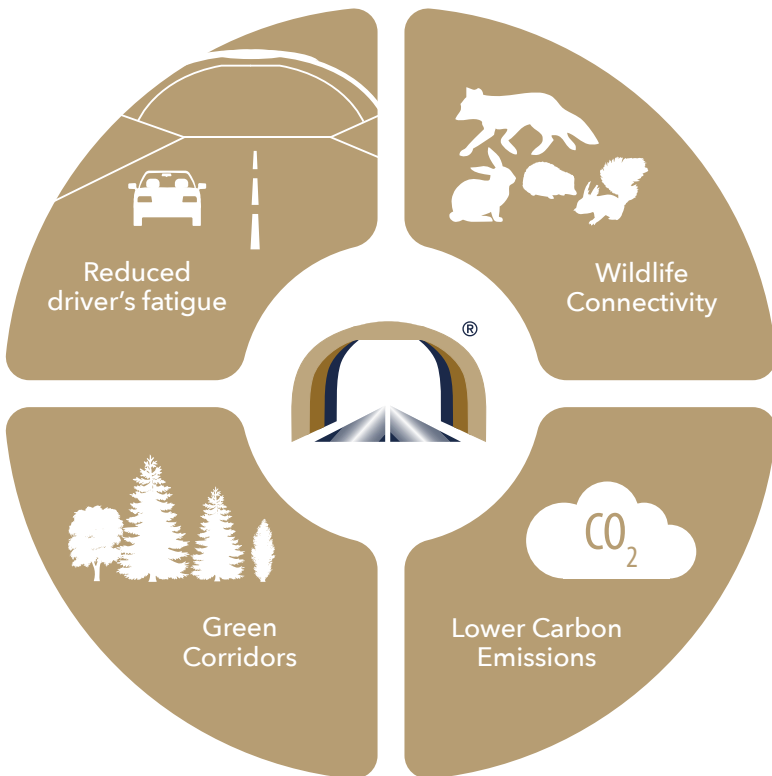 Reduced
driver's fatigue
Wildlife
Connectivity
®
Green
Corridors
CO₂
Lower Carbon
Emissions